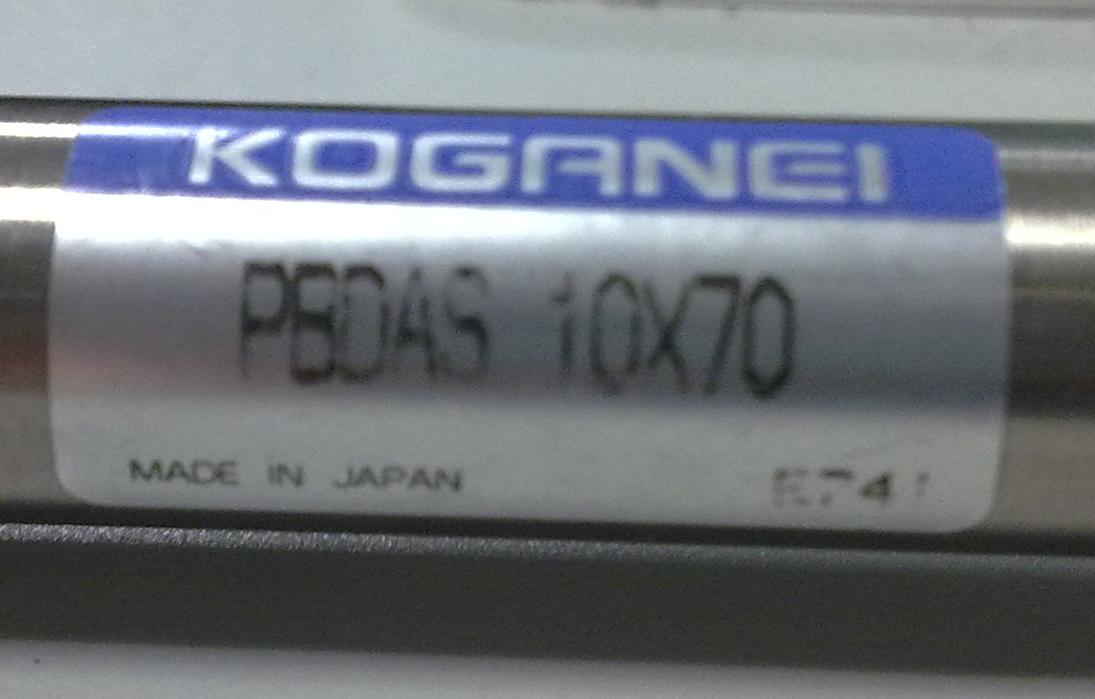 KOGANEI
PBDAS 10X70
MADE IN JAPAN